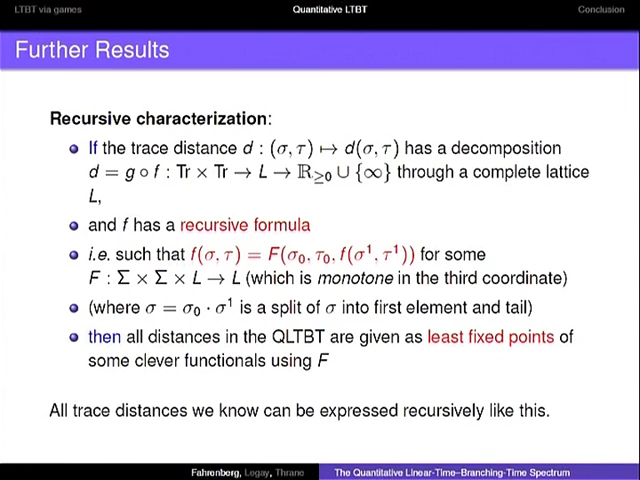 LTBT via games
Quantitative LTBT
Conclusion
Further Results
Recursive characterization:
If the trace distance d : (σ, τ) ↦ d(σ, τ) has a decomposition
d = g ∘ f : Tr × Tr → L → ℝ≥0 ∪ {∞} through a complete lattice
L,
and f has a recursive formula
i.e. such that f(σ, τ) = F(σ₀, τ₀, f(σ¹, τ¹)) for some
F : Σ × Σ × L → L (which is monotone in the third coordinate)
(where σ = σ₀ · σ¹ is a split of σ into first element and tail)
then all distances in the QLTBT are given as least fixed points of
some clever functionals using F
All trace distances we know can be expressed recursively like this.
Fahrenberg, Legay, Thrane
The Quantitative Linear-Time–Branching-Time Spectrum